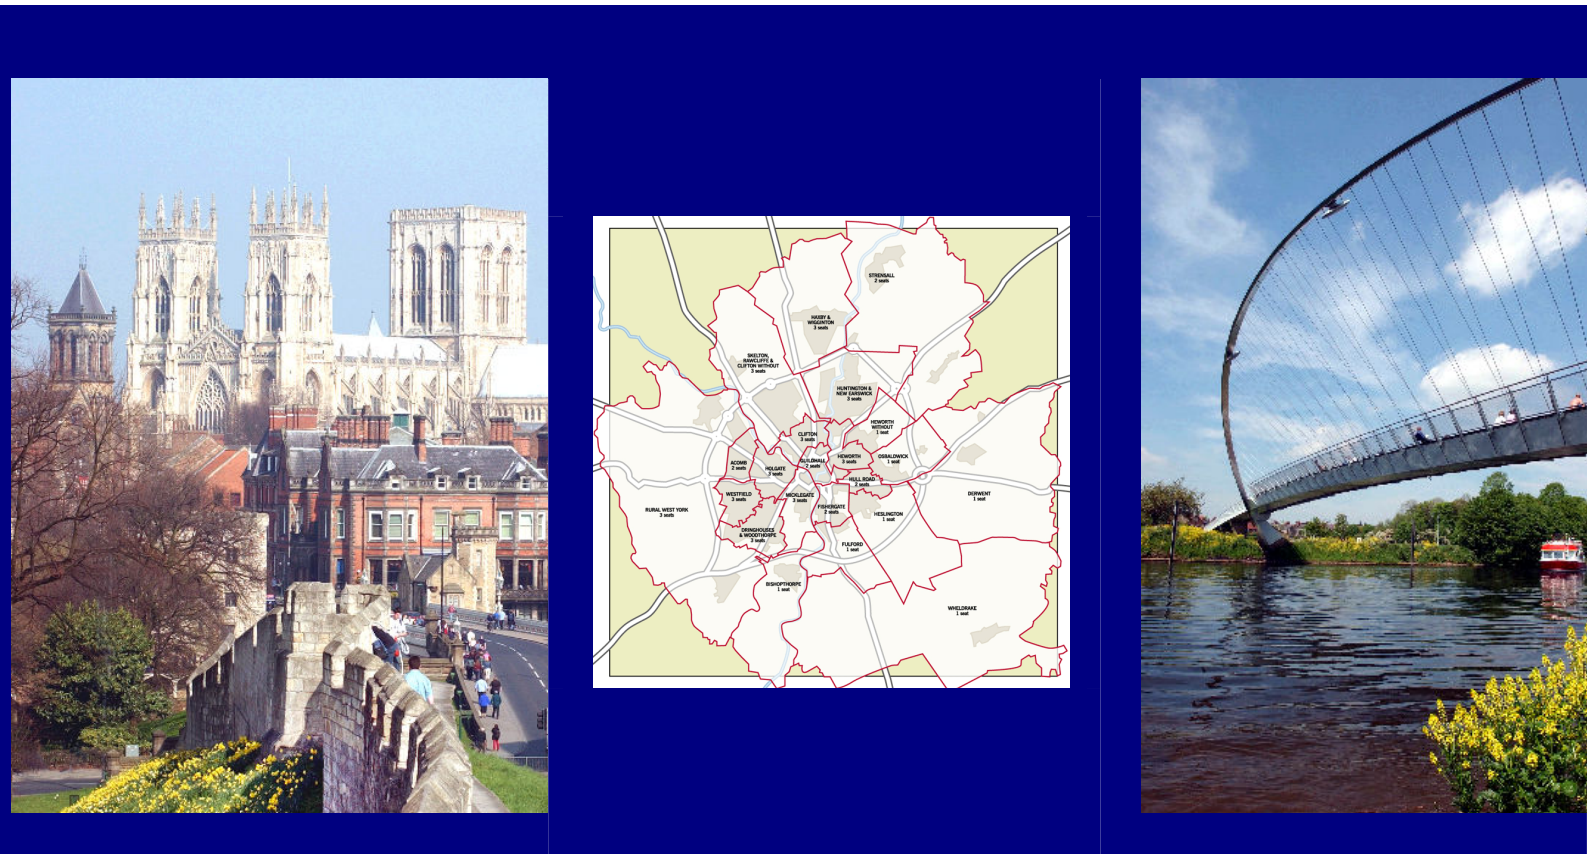 STRENSALL
2 seats
HAXBY &
WIGGINTON
3 seats
SKELTON,
RAWCLIFFE &
CLIFTON WITHOUT
3 seats
HUNTINGTON &
NEW EARSWICK
3 seats
HEWORTH
WITHOUT
1 seat
CLIFTON
3 seats
HEWORTH
3 seats
OSBALDWICK
1 seat
ACOMB
2 seats
HOLGATE
3 seats
GUILDHALL
2 seats
HULL ROAD
2 seats
WESTFIELD
3 seats
MICKLEGATE
3 seats
DERWENT
1 seat
RURAL WEST YORK
3 seats
FISHERGATE
2 seats
HESLINGTON
1 seat
DRINGHOUSES
& WOODTHORPE
3 seats
FULFORD
1 seat
BISHOPTHORPE
1 seat
WHELDRAKE
1 seat